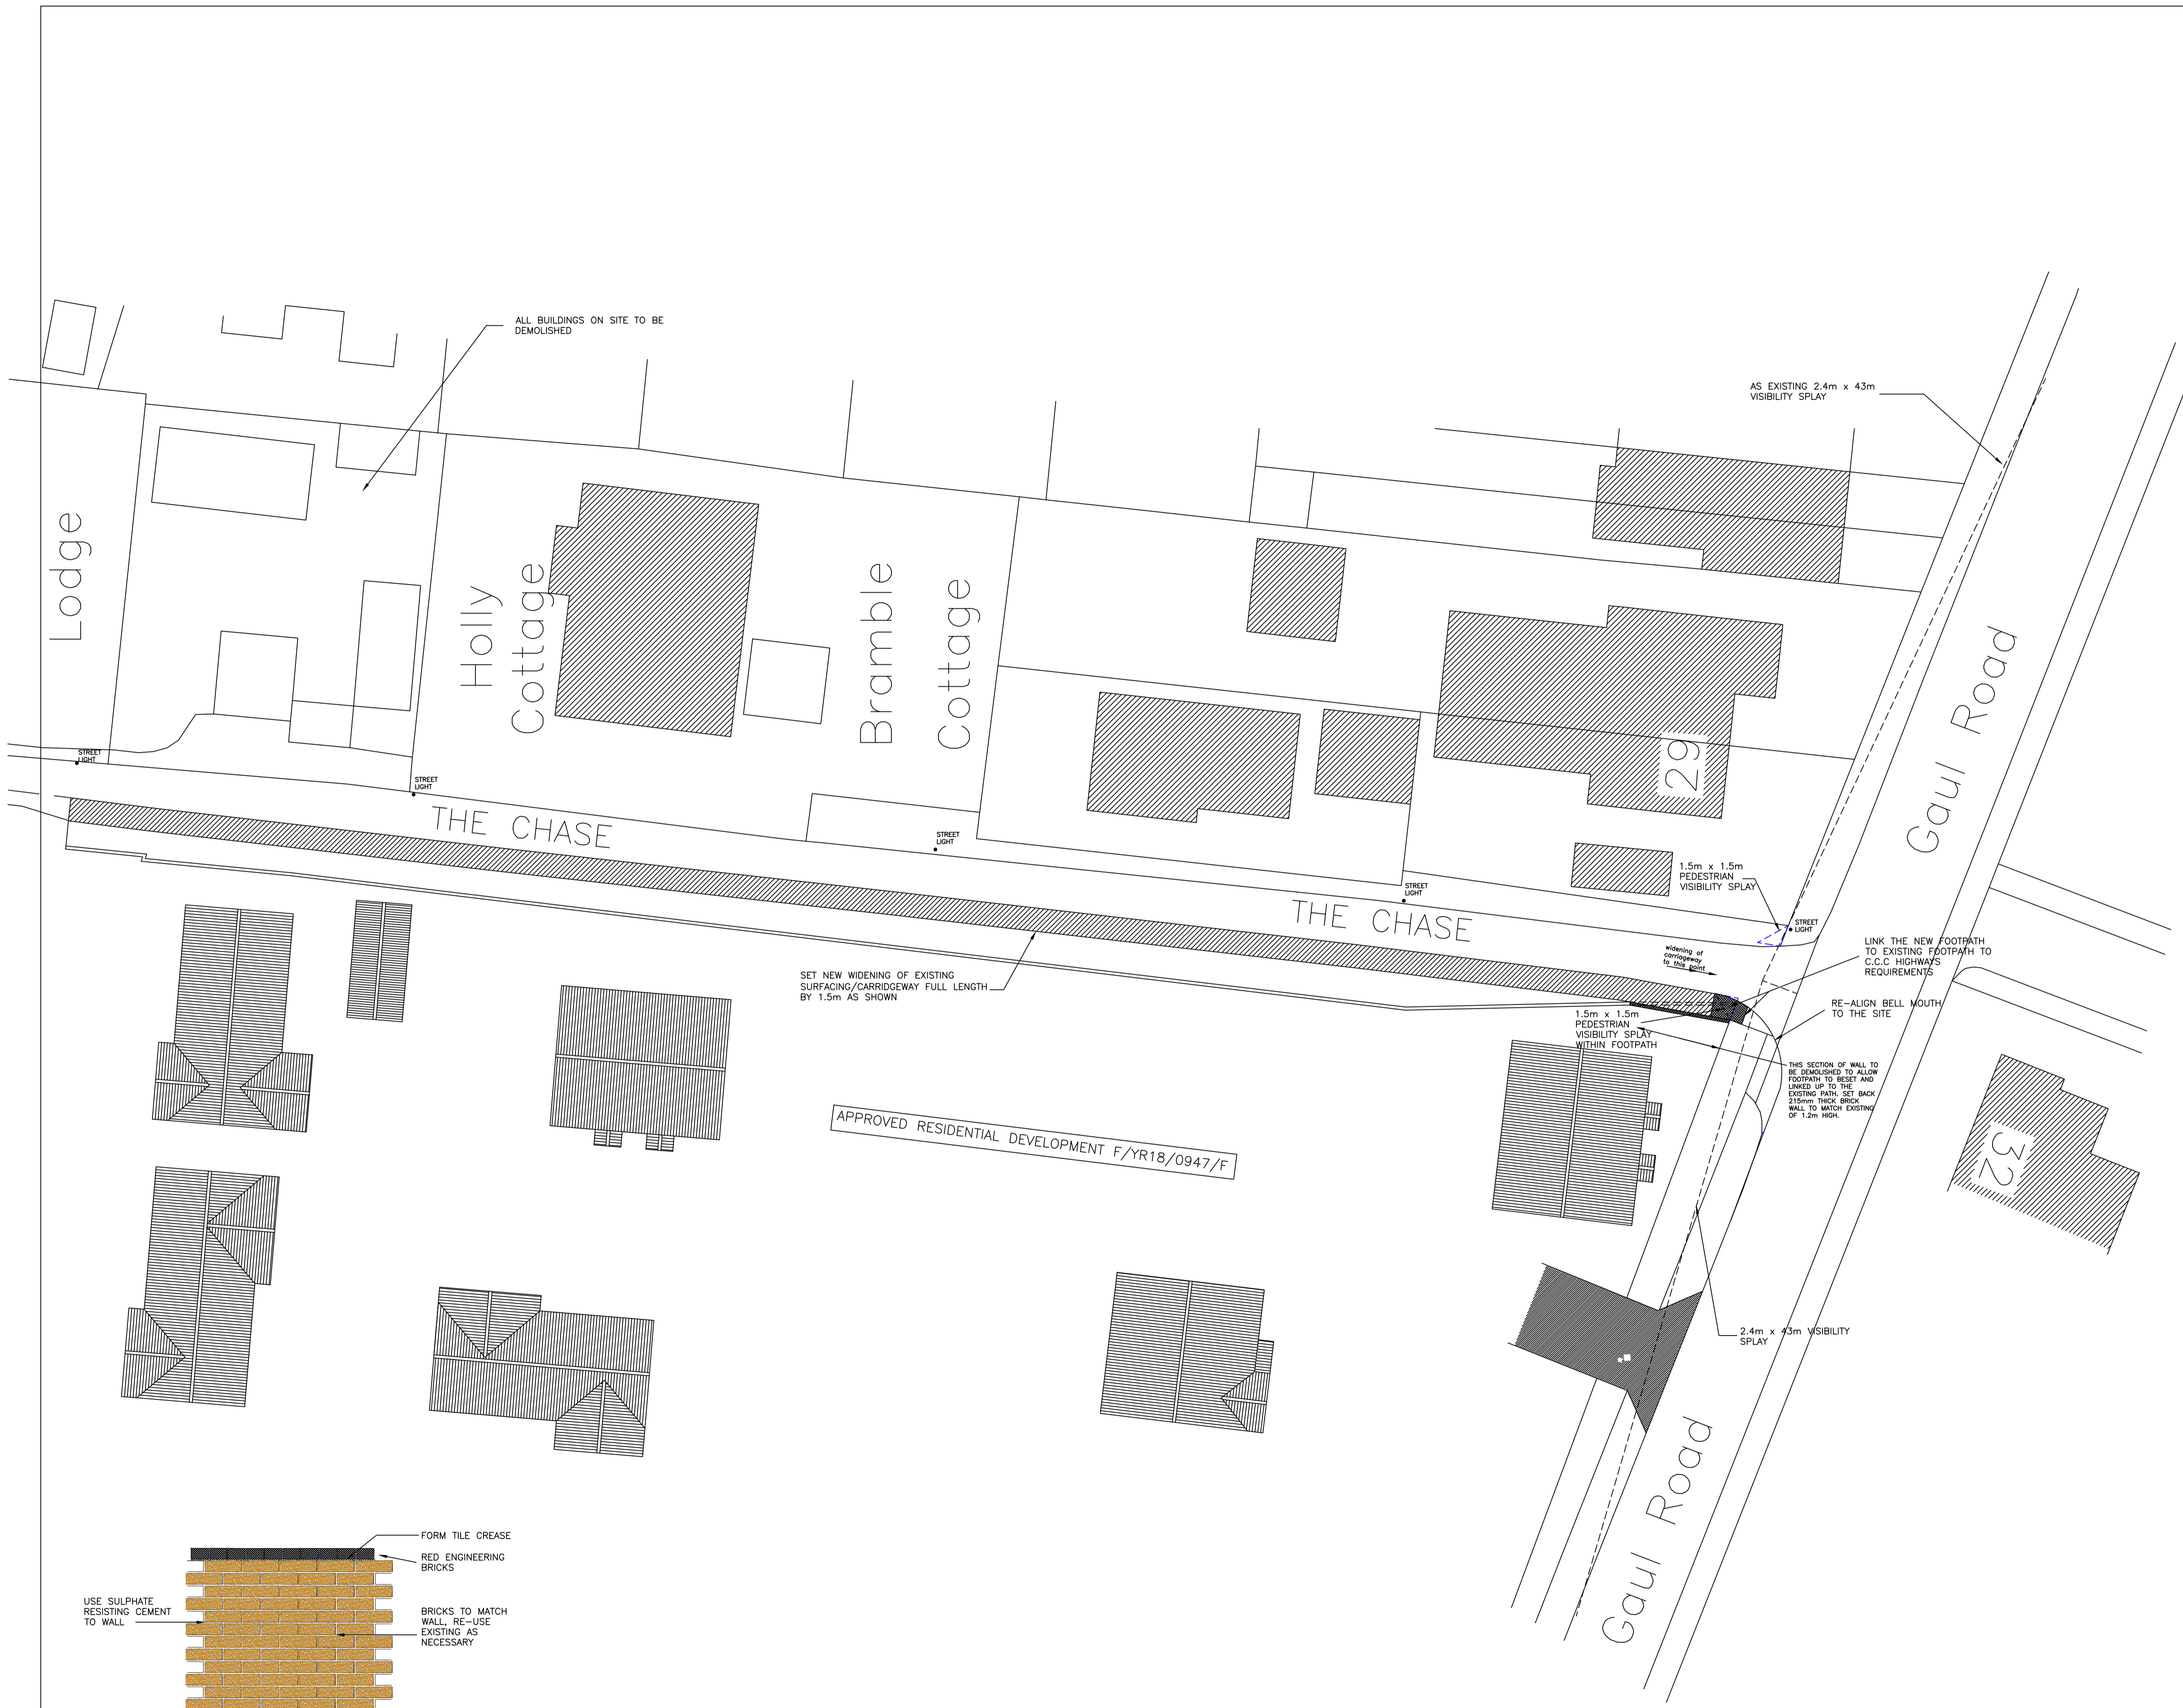 ALL BUILDINGS ON SITE TO BE
DEMOLISHED
AS EXISTING 2.4m x 43m
VISIBILITY SPLAY
Lodge
Holly
Cottage
Bramble
Cottage
29
Gaul Road
STREET
LIGHT
STREET
LIGHT
THE CHASE
STREET
LIGHT
STREET
LIGHT
THE CHASE
1.5m x 1.5m
PEDESTRIAN
VISIBILITY SPLAY
STREET
LIGHT
widening of
carriageway
to this point
LINK THE NEW FOOTPATH
TO EXISTING FOOTPATH TO
C.C.C HIGHWAYS
REQUIREMENTS
SET NEW WIDENING OF EXISTING
SURFACING/CARRIDGEWAY FULL LENGTH
BY 1.5m AS SHOWN
RE-ALIGN BELL MOUTH
TO THE SITE
1.5m x 1.5m
PEDESTRIAN
VISIBILITY SPLAY
WITHIN FOOTPATH
THIS SECTION OF WALL TO
BE DEMOLISHED TO ALLOW
FOOTPATH TO BESET AND
LINKED UP TO THE
EXISTING PATH. SET BACK
215mm THICK BRICK
WALL TO MATCH EXISTING
OF 1.2m HIGH.
APPROVED RESIDENTIAL DEVELOPMENT F/YR18/0947/F
32
2.4m x 43m VISIBILITY
SPLAY
Gaul Road
FORM TILE CREASE
RED ENGINEERING
BRICKS
USE SULPHATE
RESISTING CEMENT
TO WALL
BRICKS TO MATCH
WALL, RE-USE
EXISTING AS
NECESSARY